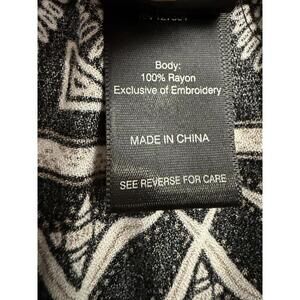 Body:
100% Rayon
Exclusive of Embroidery
MADE IN CHINA
SEE REVERSE FOR CARE